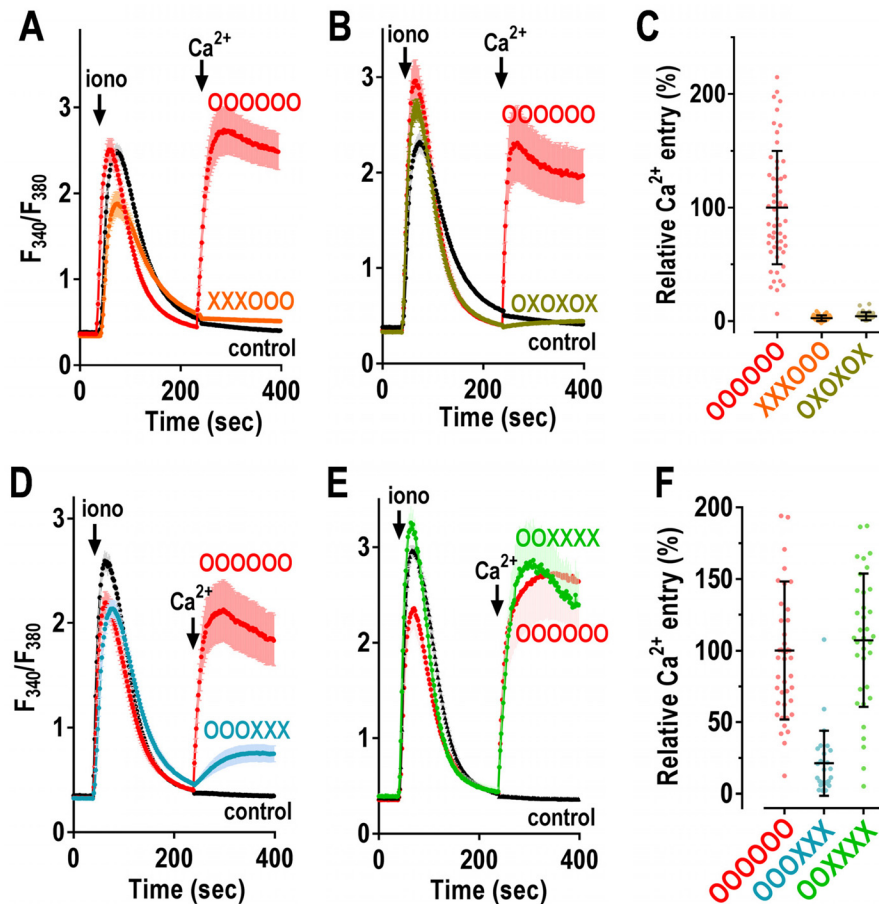 A
iono
Ca2+
OOOOOO
XXXOOO
control
F340/F380
3
2
1
0
0 200 400
Time (sec)
B
iono
Ca2+
OOOOOO
OXOXOX
control
3
2
1
0
0 200 400
Time (sec)
C
Relative Ca2+ entry (%)
200
100
0
OOOOOO
XXXOOO
OXOXOX
D
iono
OOOOOO
Ca2+
OOOXXX
control
F340/F380
3
2
1
0
0 200 400
Time (sec)
E
iono
OOXXXX
Ca2+
OOOOOO
control
3
2
1
0
0 200 400
Time (sec)
F
Relative Ca2+ entry (%)
200
150
100
50
0
OOOOOO
OOOXXX
OOXXXX